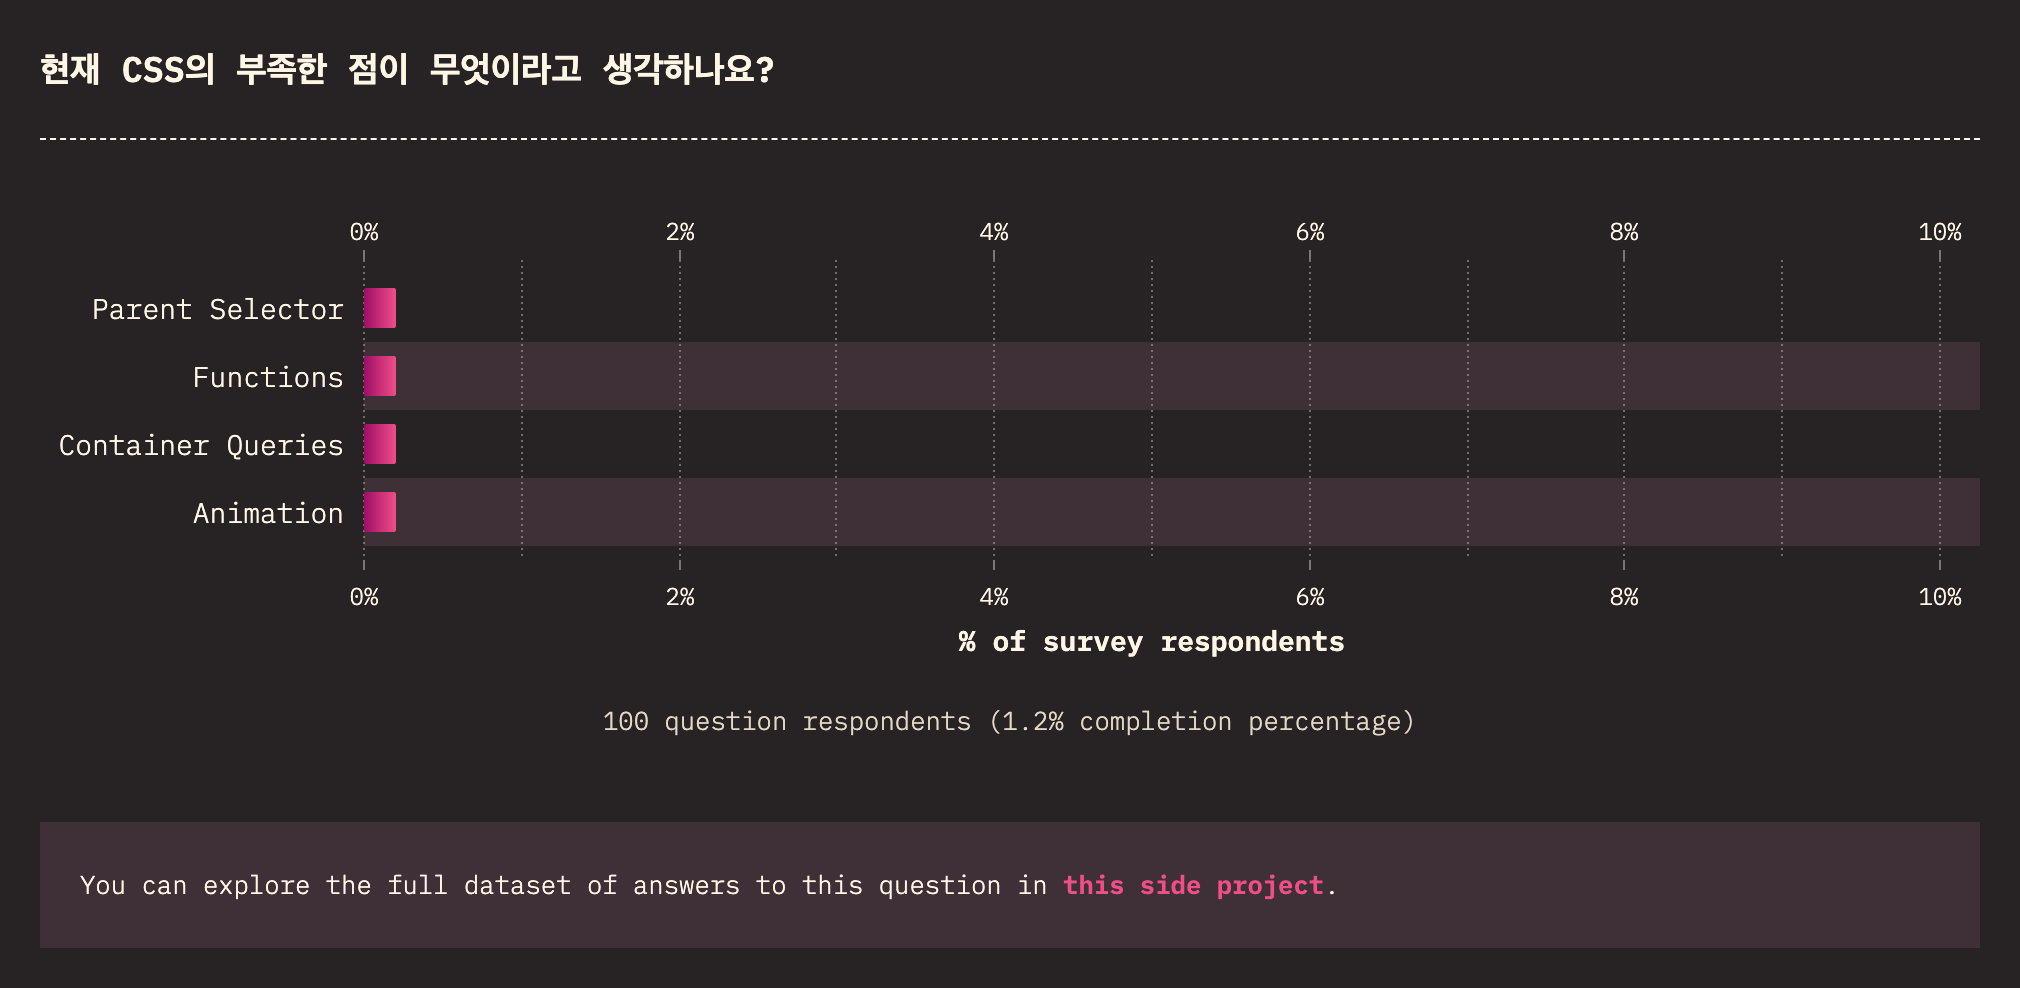 현재 CSS의 부족한 점이 무엇이라고 생각하나요?
0% 2% 4% 6% 8% 10%
Parent Selector
Functions
Container Queries
Animation
0% 2% 4% 6% 8% 10%
% of survey respondents
100 question respondents (1.2% completion percentage)
You can explore the full dataset of answers to this question in this side project.